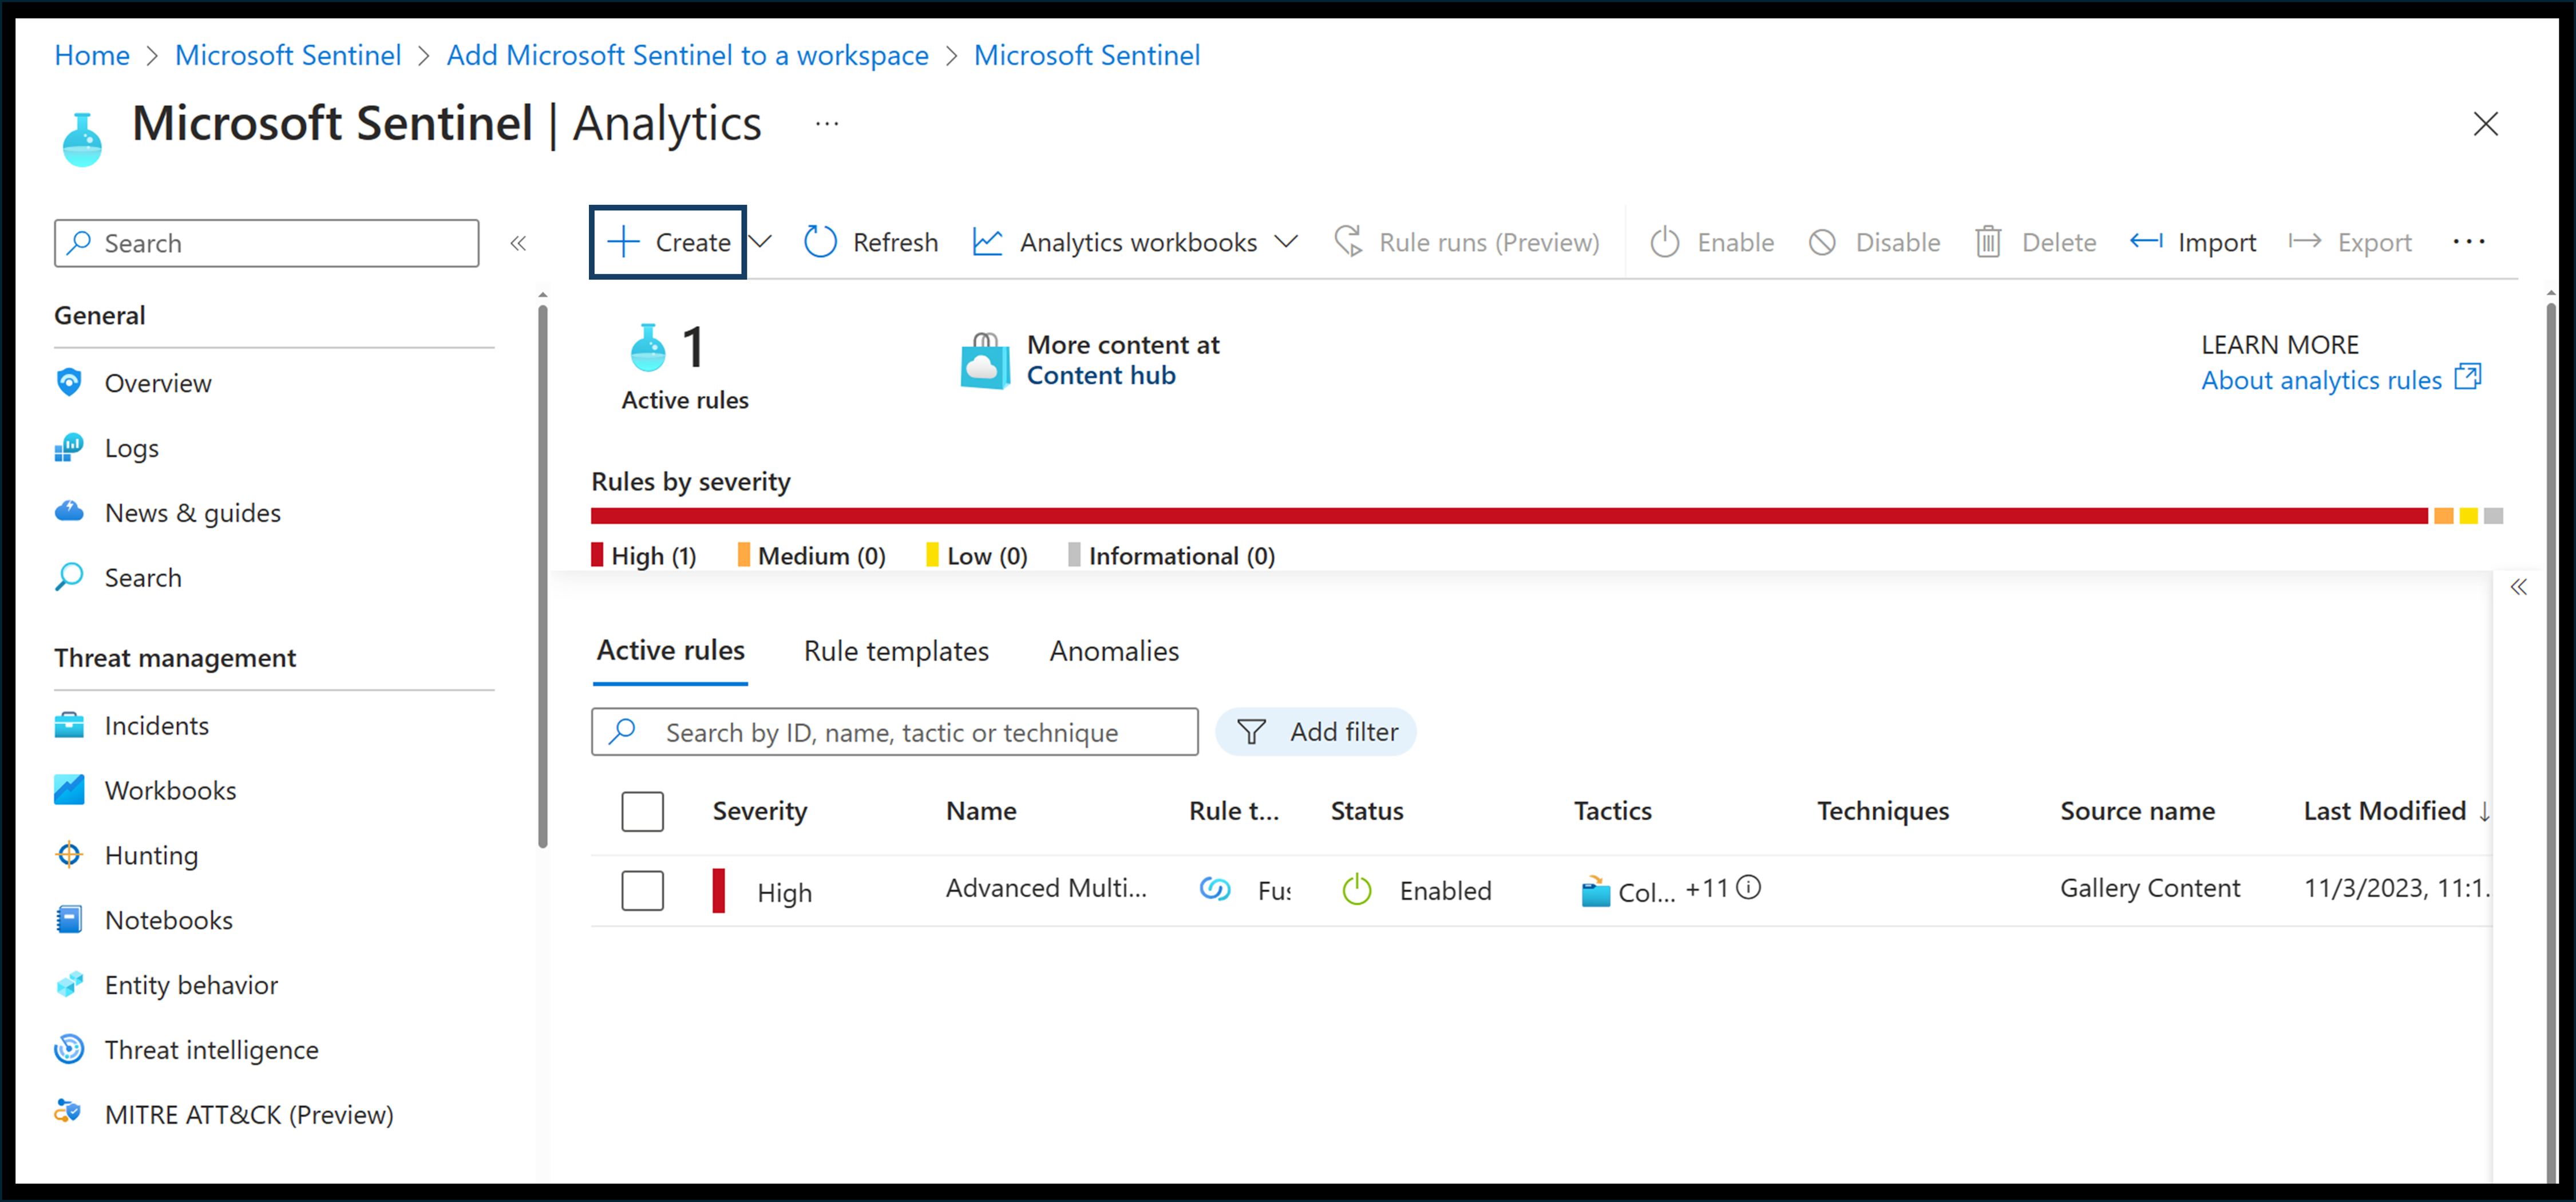 Home > Microsoft Sentinel > Add Microsoft Sentinel to a workspace > Microsoft Sentinel
Microsoft Sentinel | Analytics ...
Search «
+ Create Refresh Analytics workbooks Rule runs (Preview) Enable Disable Delete Import Export ...
General
Overview
Logs
News & guides
Search
Threat management
Incidents
Workbooks
Hunting
Notebooks
Entity behavior
Threat intelligence
MITRE ATT&CK (Preview)
1
Active rules
More content at
Content hub
LEARN MORE
About analytics rules
Rules by severity
High (1) Medium (0) Low (0) Informational (0)
«
Active rules Rule templates Anomalies
Search by ID, name, tactic or technique Add filter
Severity Name Rule t... Status Tactics Techniques Source name Last Modified ↓
High Advanced Multi... Fus Enabled Col... +11 Gallery Content 11/3/2023, 11:1.